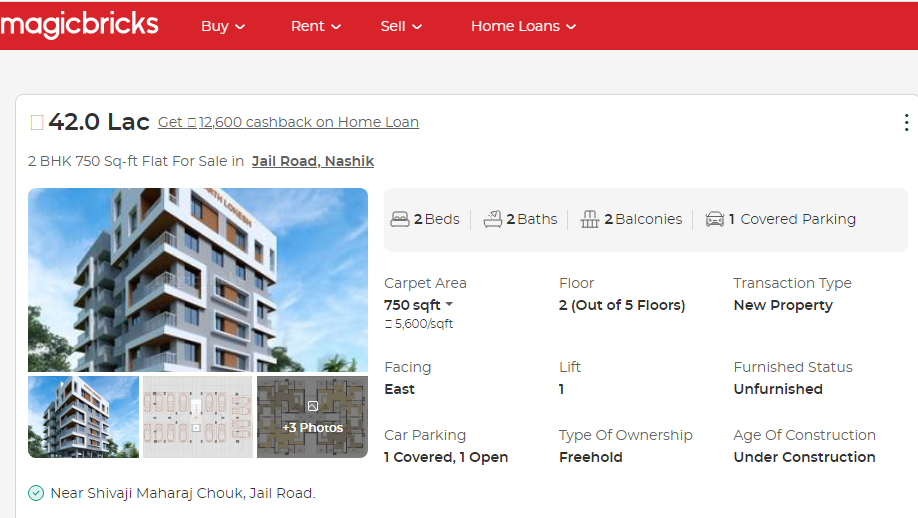 magicbricks
Buy
Rent
Sell
Home Loans
42.0 Lac
Get 12,600 cashback on Home Loan
2 BHK 750 Sq-ft Flat For Sale in Jail Road, Nashik
2 Beds
2 Baths
2 Balconies
1 Covered Parking
Carpet Area
750 sqft
5,600/sqft
Floor
2 (Out of 5 Floors)
Transaction Type
New Property
Facing
East
Lift
1
Furnished Status
Unfurnished
Car Parking
1 Covered, 1 Open
Type Of Ownership
Freehold
Age Of Construction
Under Construction
+3 Photos
Near Shivaji Maharaj Chouk, Jail Road.